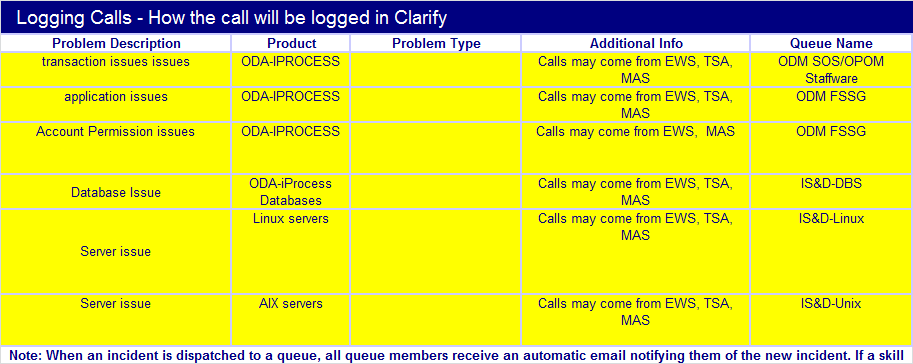 Logging Calls - How the call will be logged in Clarify
Problem Description Product Problem Type Additional Info Queue Name
transaction issues issues ODA-IPROCESS Calls may come from EWS, TSA, ODM SOS/OPOM
MAS Staffware
application issues ODA-IPROCESS Calls may come from EWS, TSA, ODM FSSG
MAS
Account Permission issues ODA-IPROCESS Calls may come from EWS, MAS ODM FSSG
Database Issue ODA-iProcess Calls may come from EWS, TSA, IS&D-DBS
Databases MAS
Server issue Linux servers Calls may come from EWS, TSA, IS&D-Linux
MAS
Server issue AIX servers Calls may come from EWS, TSA, IS&D-Unix
MAS
Note: When an incident is dispatched to a queue, all queue members receive an automatic email notifying them of the new incident. If a skill